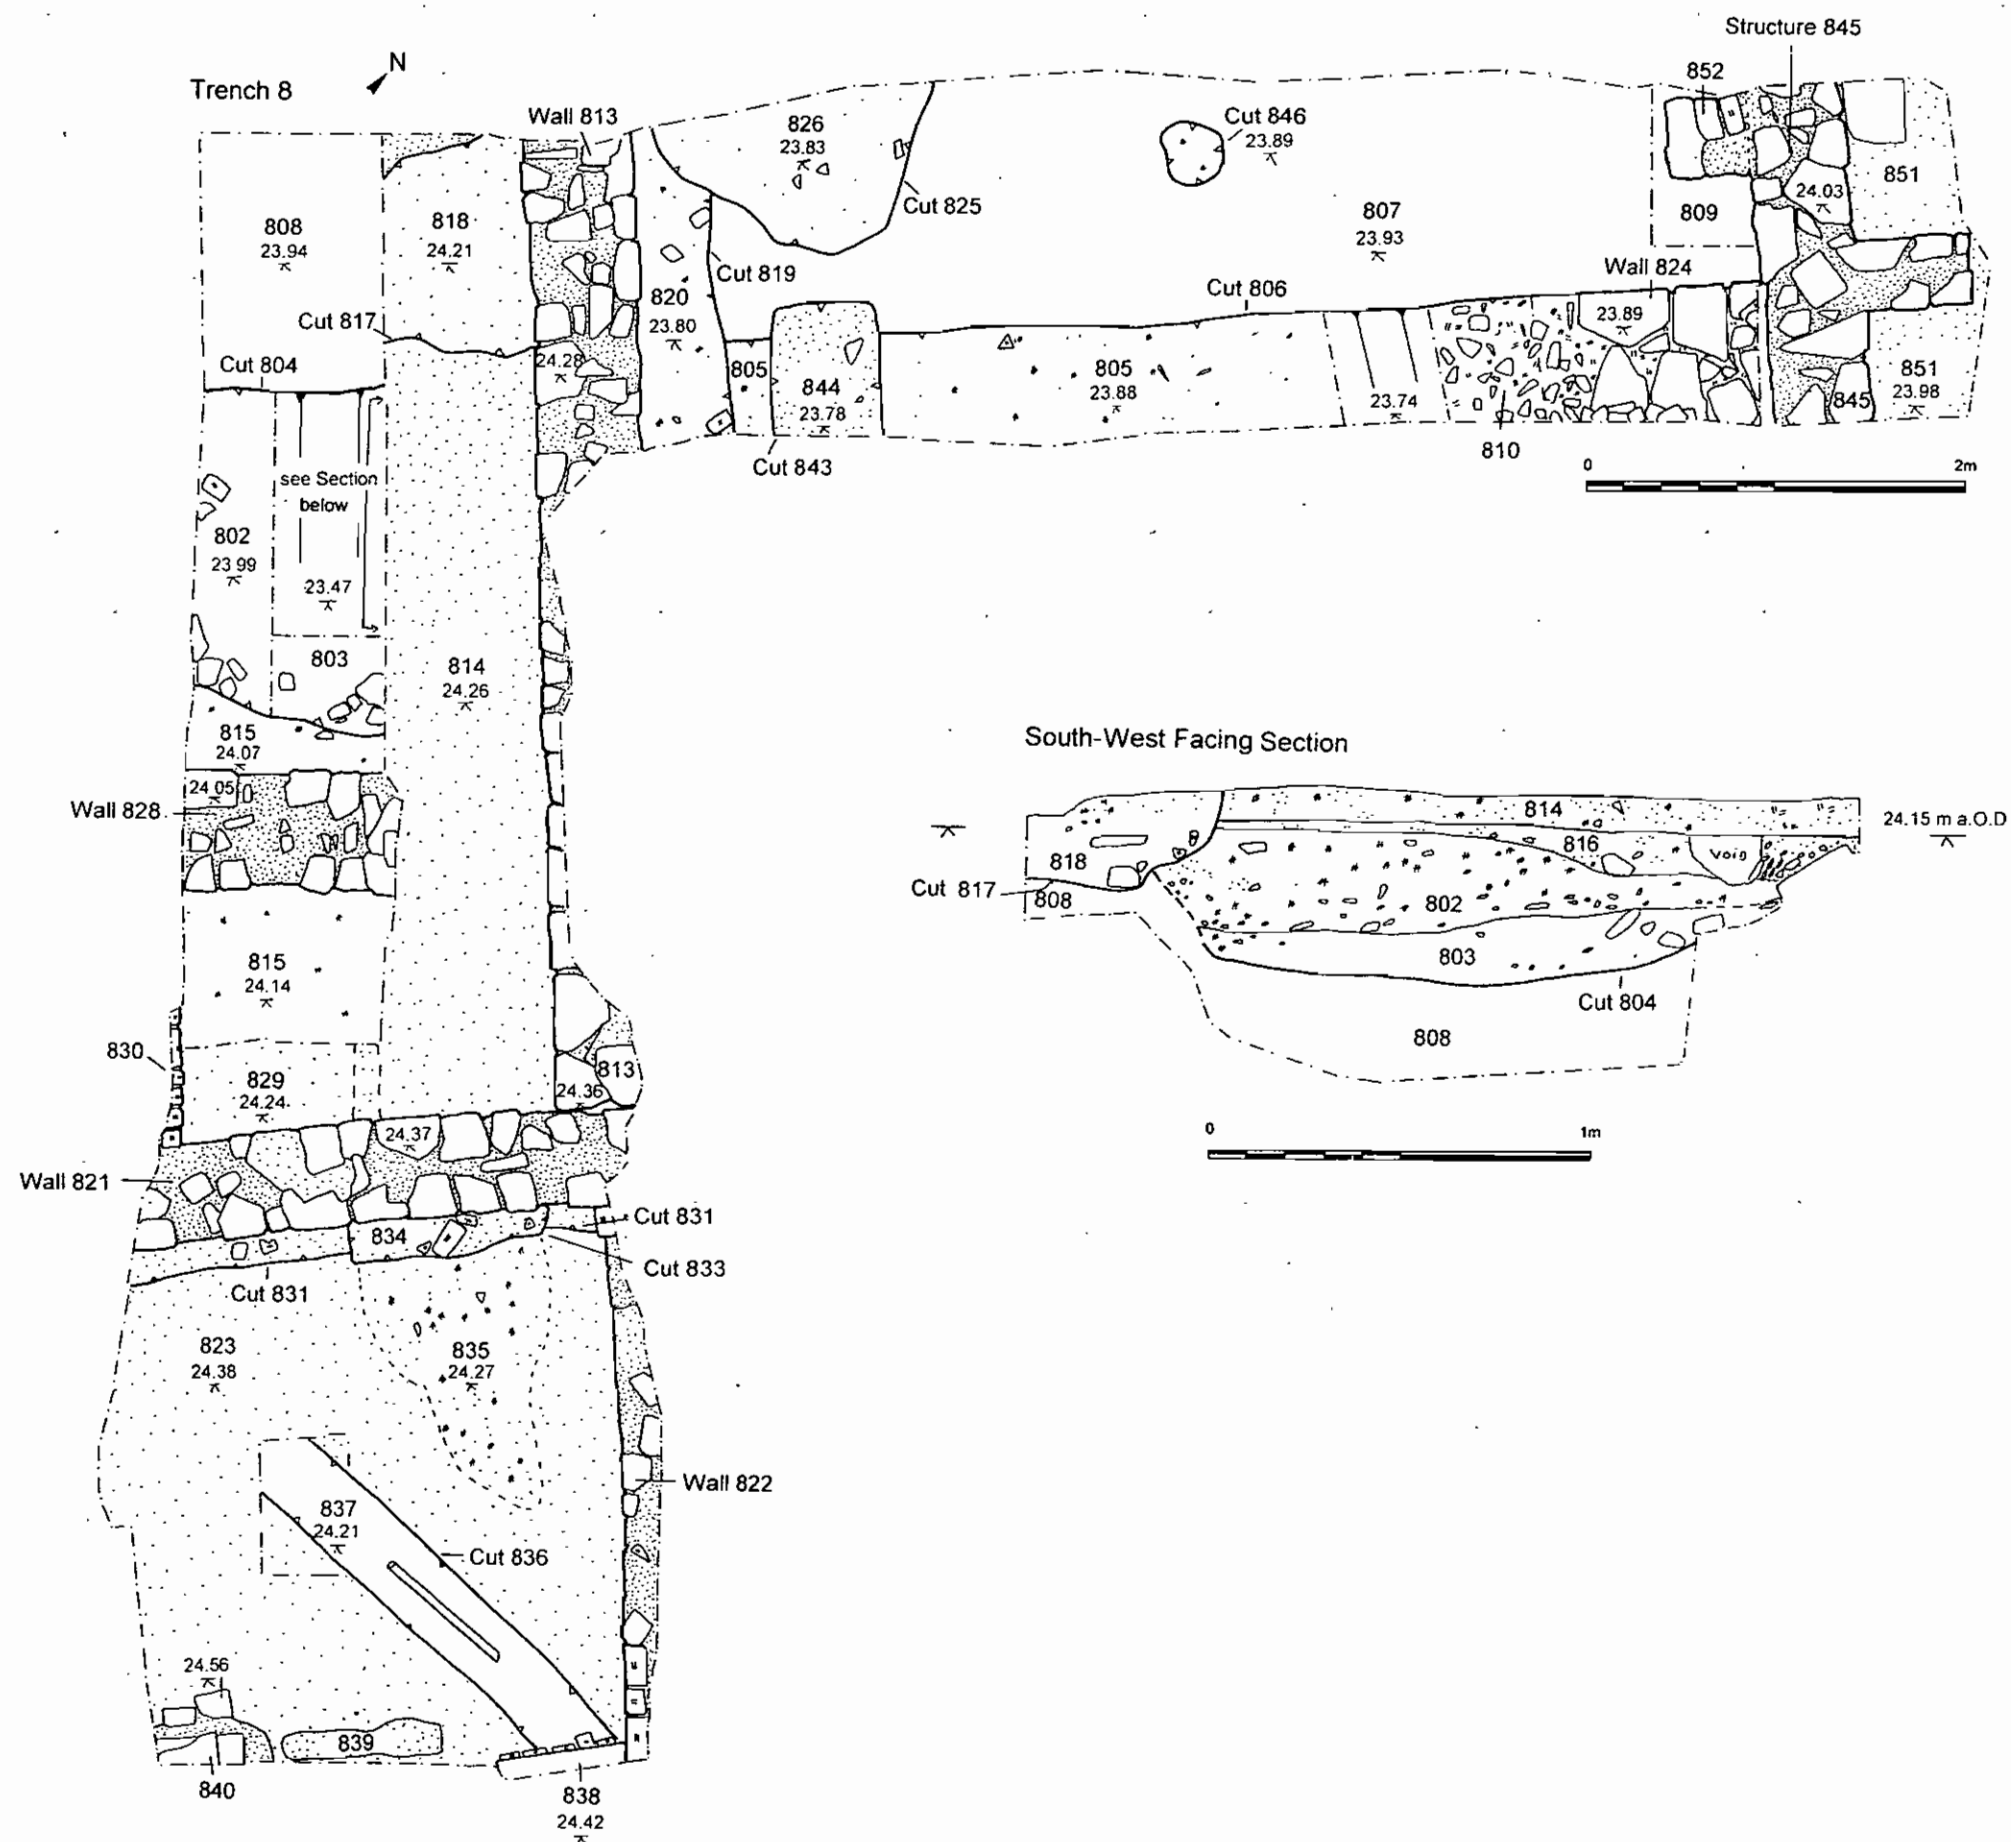 Structure 845
N
Trench 8
852
Wall 813
826
23.83
Cut 846
23.89
851
24.03
808
23.94
818
24.21
Cut 825
807
23.93
809
Cut 819
Wall 824
820
23.80
Cut 806
23.89
Cut 817
24.28
Cut 804
805
844
23.78
805
23.88
23.74
845
851
23.98
810
Cut 843
0 2m
see Section
below
802
23.99
23.47
803
814
24.26
815
24.07
24.05
Wall 828
South-West Facing Section
814
24.15 m a.O.D
816
VOID
818
Cut 817
808
802
803
Cut 804
808
0 1m
815
24.14
830
829
24.24
813
24.36
24.37
Wall 821
Cut 831
834
Cut 833
Cut 831
823
24.38
835
24.27
Wall 822
837
24.21
Cut 836
24.56
839
840
838
24.42